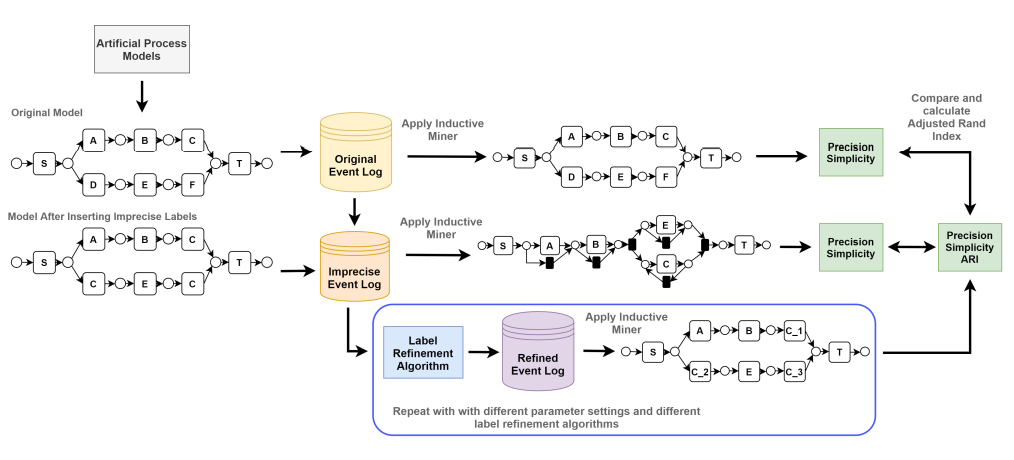 Artificial Process
Models
Original Model
A B C
S T
D E F
Original
Event Log
Apply Inductive
Miner
A B C
S T
D E F
Precision
Simplicity
Compare and
calculate
Adjusted Rand
Index
Model After Inserting Imprecise Labels
A B C
S T
C E C
Imprecise
Event Log
Apply Inductive
Miner
E
S A B T
C
Precision
Simplicity
Precision
Simplicity
ARI
Label
Refinement
Algorithm
Refined
Event Log
Apply Inductive
Miner
A B C_1
S T
C_2 E C_3
Repeat with with different parameter settings and different
label refinement algorithms